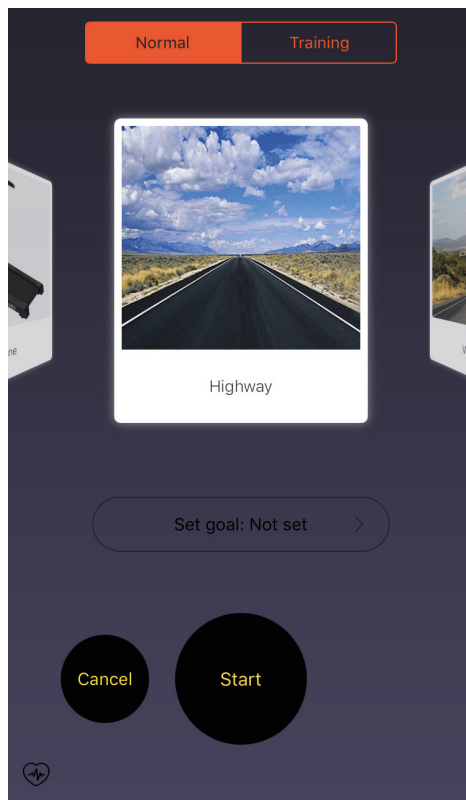 Normal
Training
Highway
Set goal: Not set
Cancel
Start